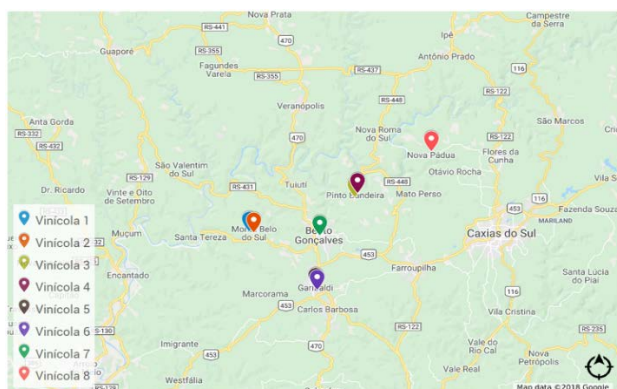 Nova Prata
Campestre
da Serra
RS-441
Ipê
Guaporé
470
RS-355
RS-355
Fagundes
Varela
Antônio Prado
RS-437
116
116
RS-122
Veranópolis
RS-448
Anta Gorda
RS-332
RS-432
470
Nova Roma
do Sul
São Marcos
RS-122
Criúva
Nova Pádua
Flores da
Cunha
São Valentim
do Sul
Otávio Rocha
Dr. Ricardo
Vinte e Oito
de Setembro
RS-431
Tuiuti
Pinto Bandeira
RS-448
Mato Perso
453
Fazenda Souza
MARILAND
Vinícola 1
Vinícola 2
Vinícola 3
Vinícola 4
Vinícola 5
Vinícola 6
Vinícola 7
Vinícola 8
Muçum
Santa Tereza
Monte Belo
do Sul
Bento
Gonçalves
Caxias do Sul
Encantado
453
Farroupilha
Santa Lúcia
do Piaí
Marcorama
Garibaldi
453
Carlos Barbosa
Vila Cristina
RS-130
RS-122
116
RS-235
Imigrante
Westfália
470
Vale do
Rio Cal
Vale Real
Nova
Petrópolis
Map data ©2018 Google